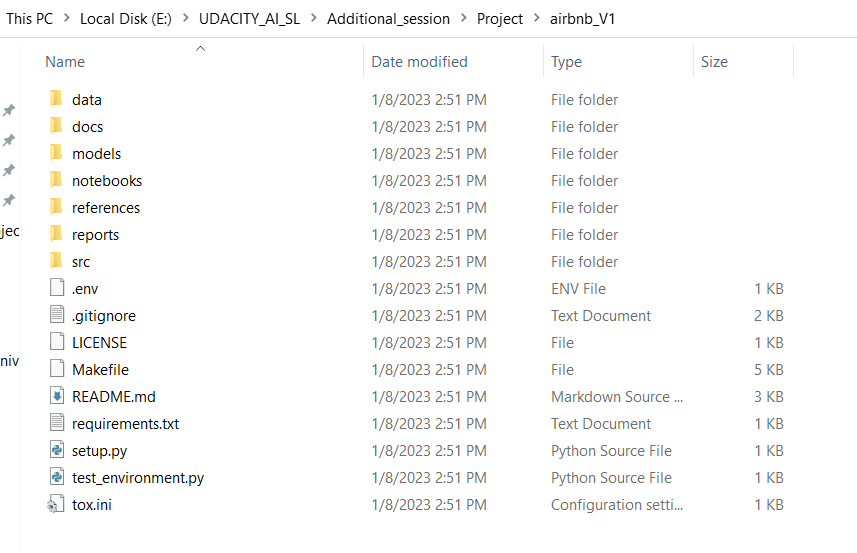 This PC > Local Disk (E:) > UDACITY_AI_SL > Additional_session > Project > airbnb_V1
Name Date modified Type Size
data 1/8/2023 2:51 PM File folder
docs 1/8/2023 2:51 PM File folder
models 1/8/2023 2:51 PM File folder
notebooks 1/8/2023 2:51 PM File folder
references 1/8/2023 2:51 PM File folder
ojec reports 1/8/2023 2:51 PM File folder
src 1/8/2023 2:51 PM File folder
.env 1/8/2023 2:51 PM ENV File 1 KB
.gitignore 1/8/2023 2:51 PM Text Document 2 KB
LICENSE 1/8/2023 2:51 PM File 1 KB
niv Makefile 1/8/2023 2:51 PM File 5 KB
README.md 1/8/2023 2:51 PM Markdown Source ... 3 KB
requirements.txt 1/8/2023 2:51 PM Text Document 1 KB
setup.py 1/8/2023 2:51 PM Python Source File 1 KB
test_environment.py 1/8/2023 2:51 PM Python Source File 1 KB
tox.ini 1/8/2023 2:51 PM Configuration setti... 1 KB